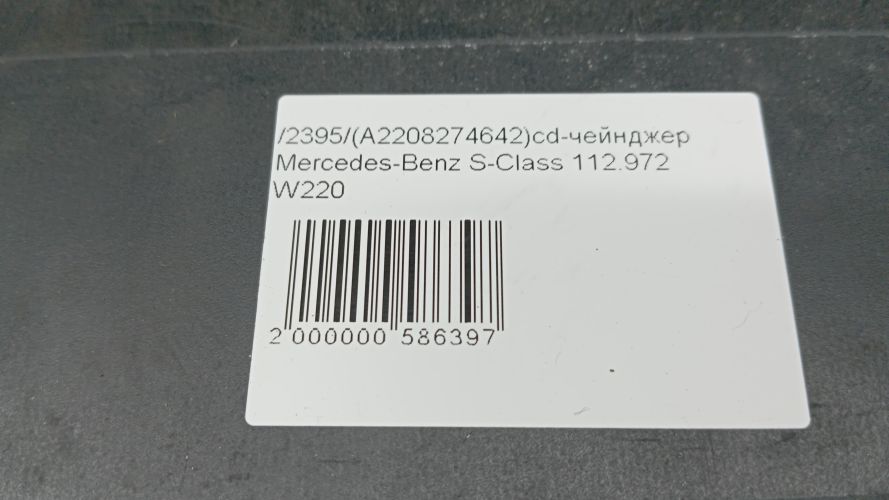 /2395/(A2208274642)cd-чейнджер
Mercedes-Benz S-Class 112.972
W220
2 000000 586397